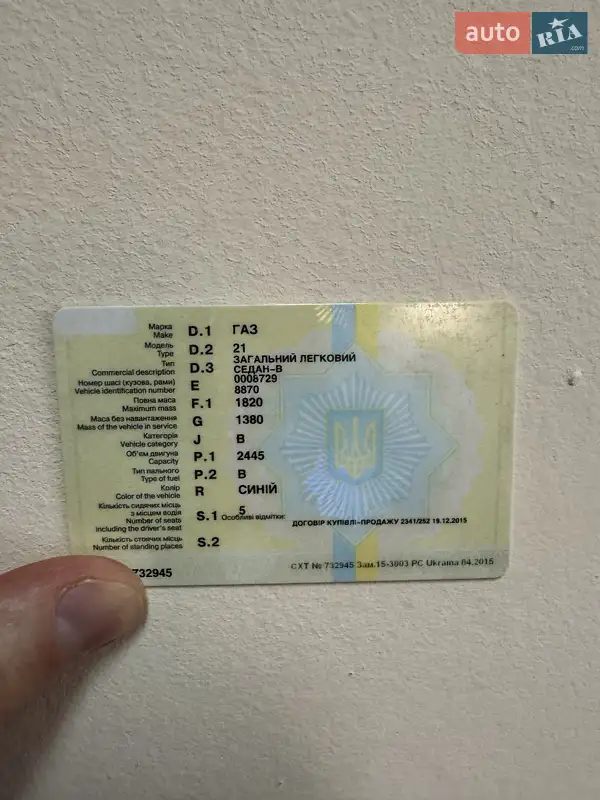 auto RIA .com
Марка D.1 ГАЗ
Make
Модель D.2 21
Type
Тип D.3 ЗАГАЛЬНИЙ ЛЕГКОВИЙ
Commercial description СЕДАН-В
Номер шасі (кузова, рами) E 0005729
Vehicle identification number 8870
Повна маса F.1 1820
Maximum mass
Маса без навантаження G 1380
Mass of the vehicle in service
Категорія J B
Vehicle category
Об'єм двигуна P.1 2445
Capacity
Тип пального P.2 B
Type of fuel
Колір R СИНІЙ
Color of the vehicle
Кількість сидячих місць S.1 5
з місцем водія Особливі відмітки:
Number of seats ДОГОВІР КУПІВЛІ-ПРОДАЖУ 2341/252 19.12.2015
including the driver's seat
Кількість стоячих місць S.2
Number of standing places
732945 СХТ № 732945 Зам.15-3803 РС Ukraina 04.2015